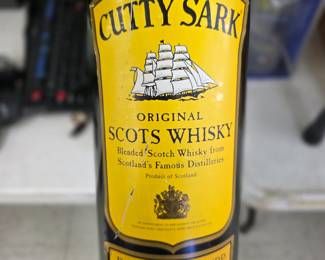 CUTTY SARK
ORIGINAL
SCOTS WHISKY
Blended Scotch Whisky from
Scotland's Famous Distilleries
Product of Scotland